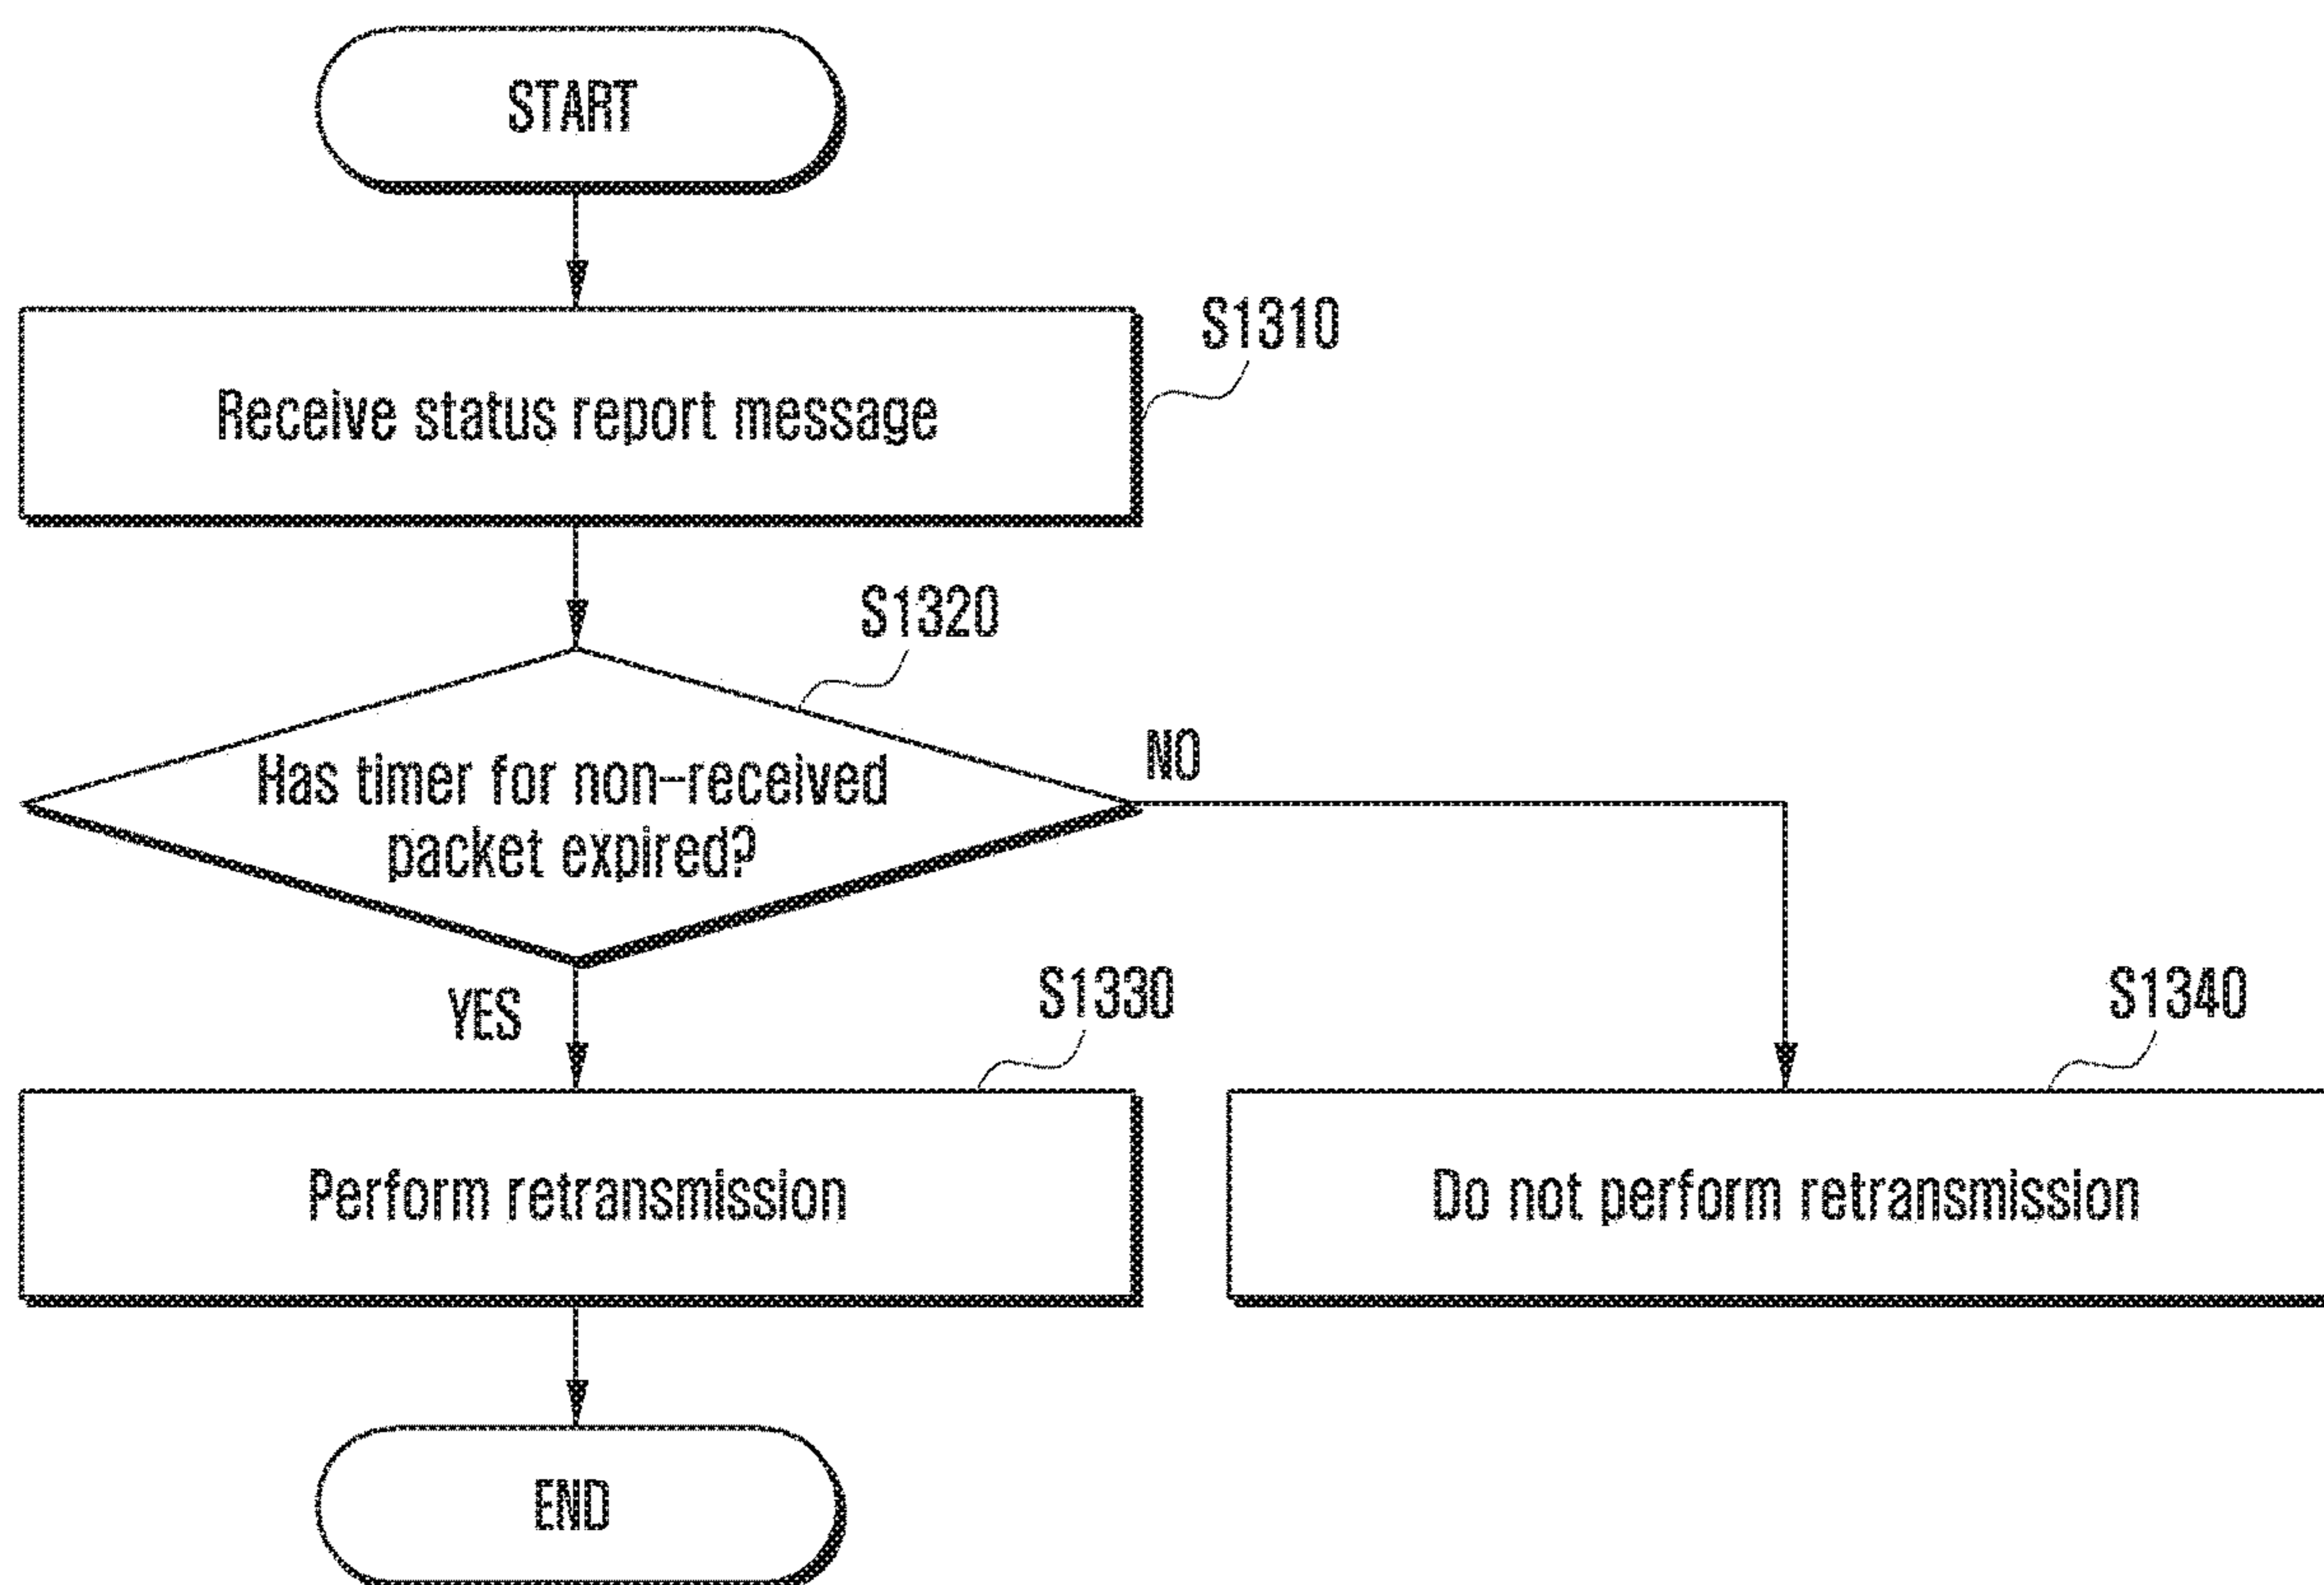 START
S1310
Receive status report message
S1320
Has timer for non-received
packet expired?
NO
YES
S1330
S1340
Perform retransmission
Do not perform retransmission
END